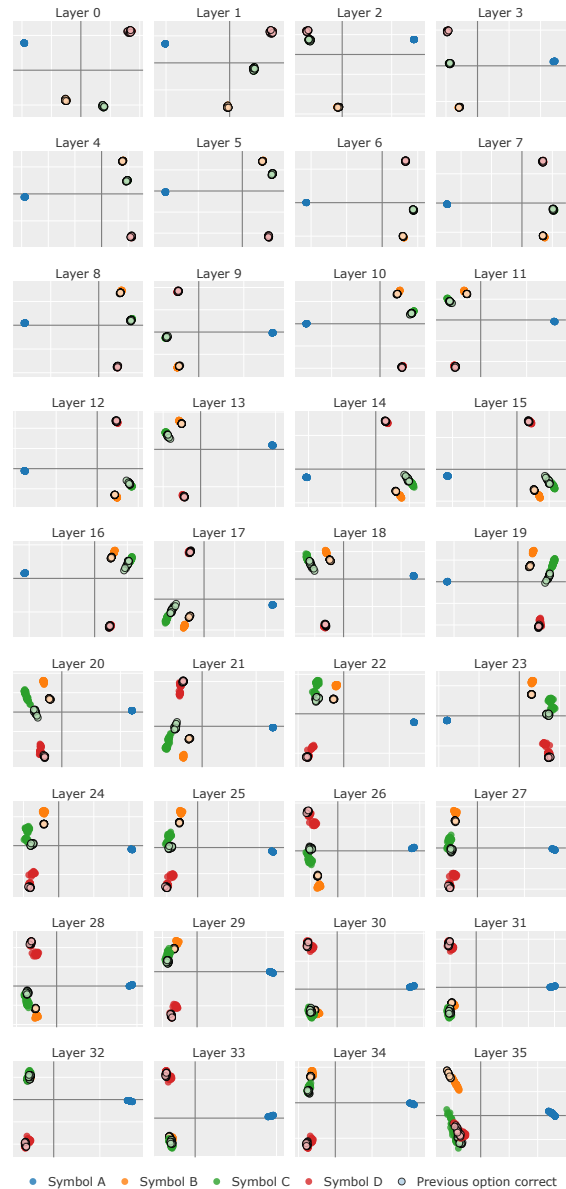 Layer 0 Layer 1 Layer 2 Layer 3
Layer 4 Layer 5 Layer 6 Layer 7
Layer 8 Layer 9 Layer 10 Layer 11
Layer 12 Layer 13 Layer 14 Layer 15
Layer 16 Layer 17 Layer 18 Layer 19
Layer 20 Layer 21 Layer 22 Layer 23
Layer 24 Layer 25 Layer 26 Layer 27
Layer 28 Layer 29 Layer 30 Layer 31
Layer 32 Layer 33 Layer 34 Layer 35
Symbol A Symbol B Symbol C Symbol D Previous option correct